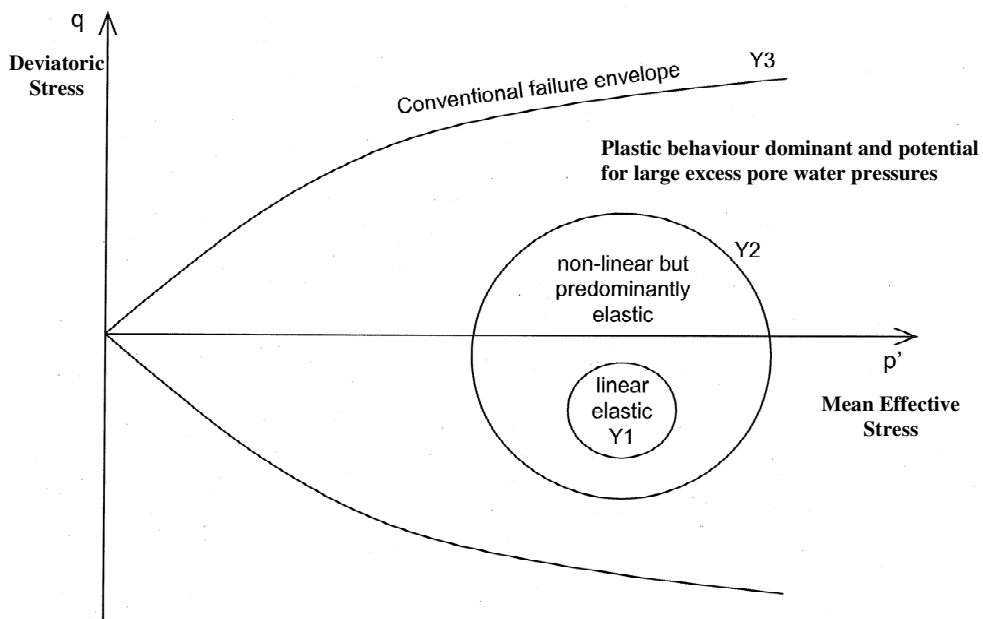 q
Deviatoric
Stress
Y3
Conventional failure envelope
Plastic behaviour dominant and potential
for large excess pore water pressures
Y2
non-linear but
predominantly
elastic
p'
linear
elastic
Y1
Mean Effective
Stress